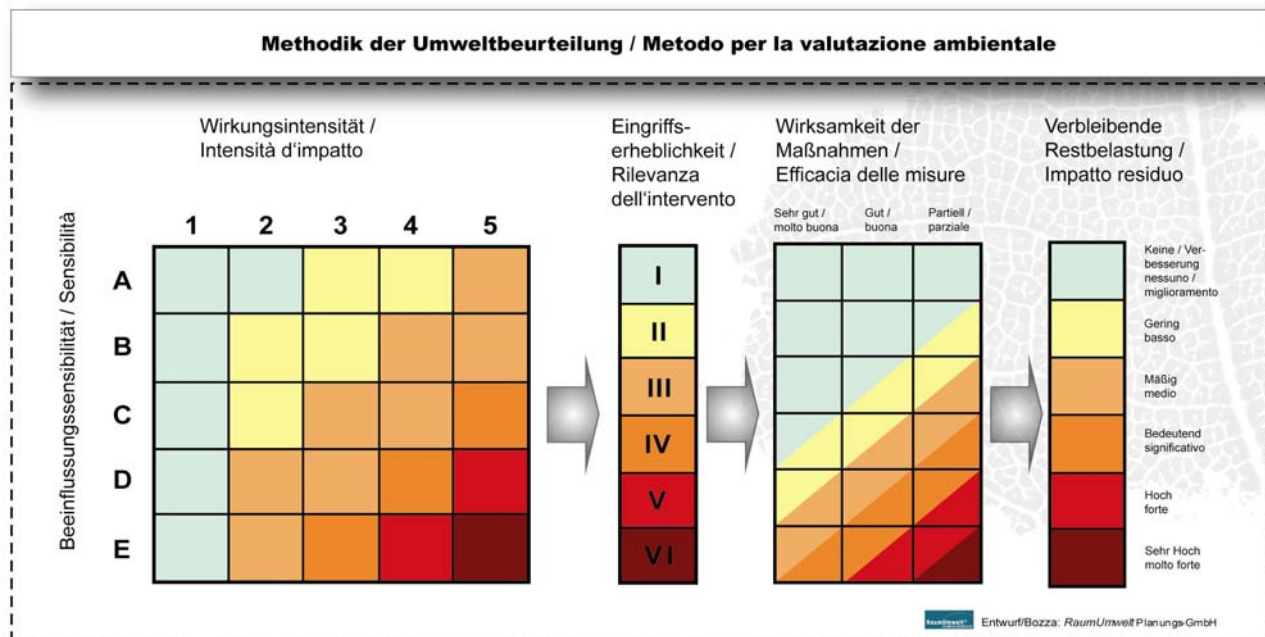 Methodik der Umweltbeurteilung / Metodo per la valutazione ambientale
Wirkungsintensität /
Intensità d'impatto
1 2 3 4 5
Beeinflussungssensibilität / Sensibilità
A
B
C
D
E
Eingriffs-
erheblichkeit /
Rilevanza
dell'intervento
I
II
III
IV
V
VI
Wirksamkeit der
Maßnahmen /
Efficacia delle misure
Sehr gut /
molto buona
Gut /
buona
Partiell /
parziale
Verbleibende
Restbelastung /
Impatto residuo
Keine / Ver-
besserung
nessuno /
miglioramento
Gering
basso
Mäßig
medio
Bedeutend
significativo
Hoch
forte
Sehr Hoch
molto forte
RaumUmwelt
Entwurf/Bozza: RaumUmwelt Planungs-GmbH